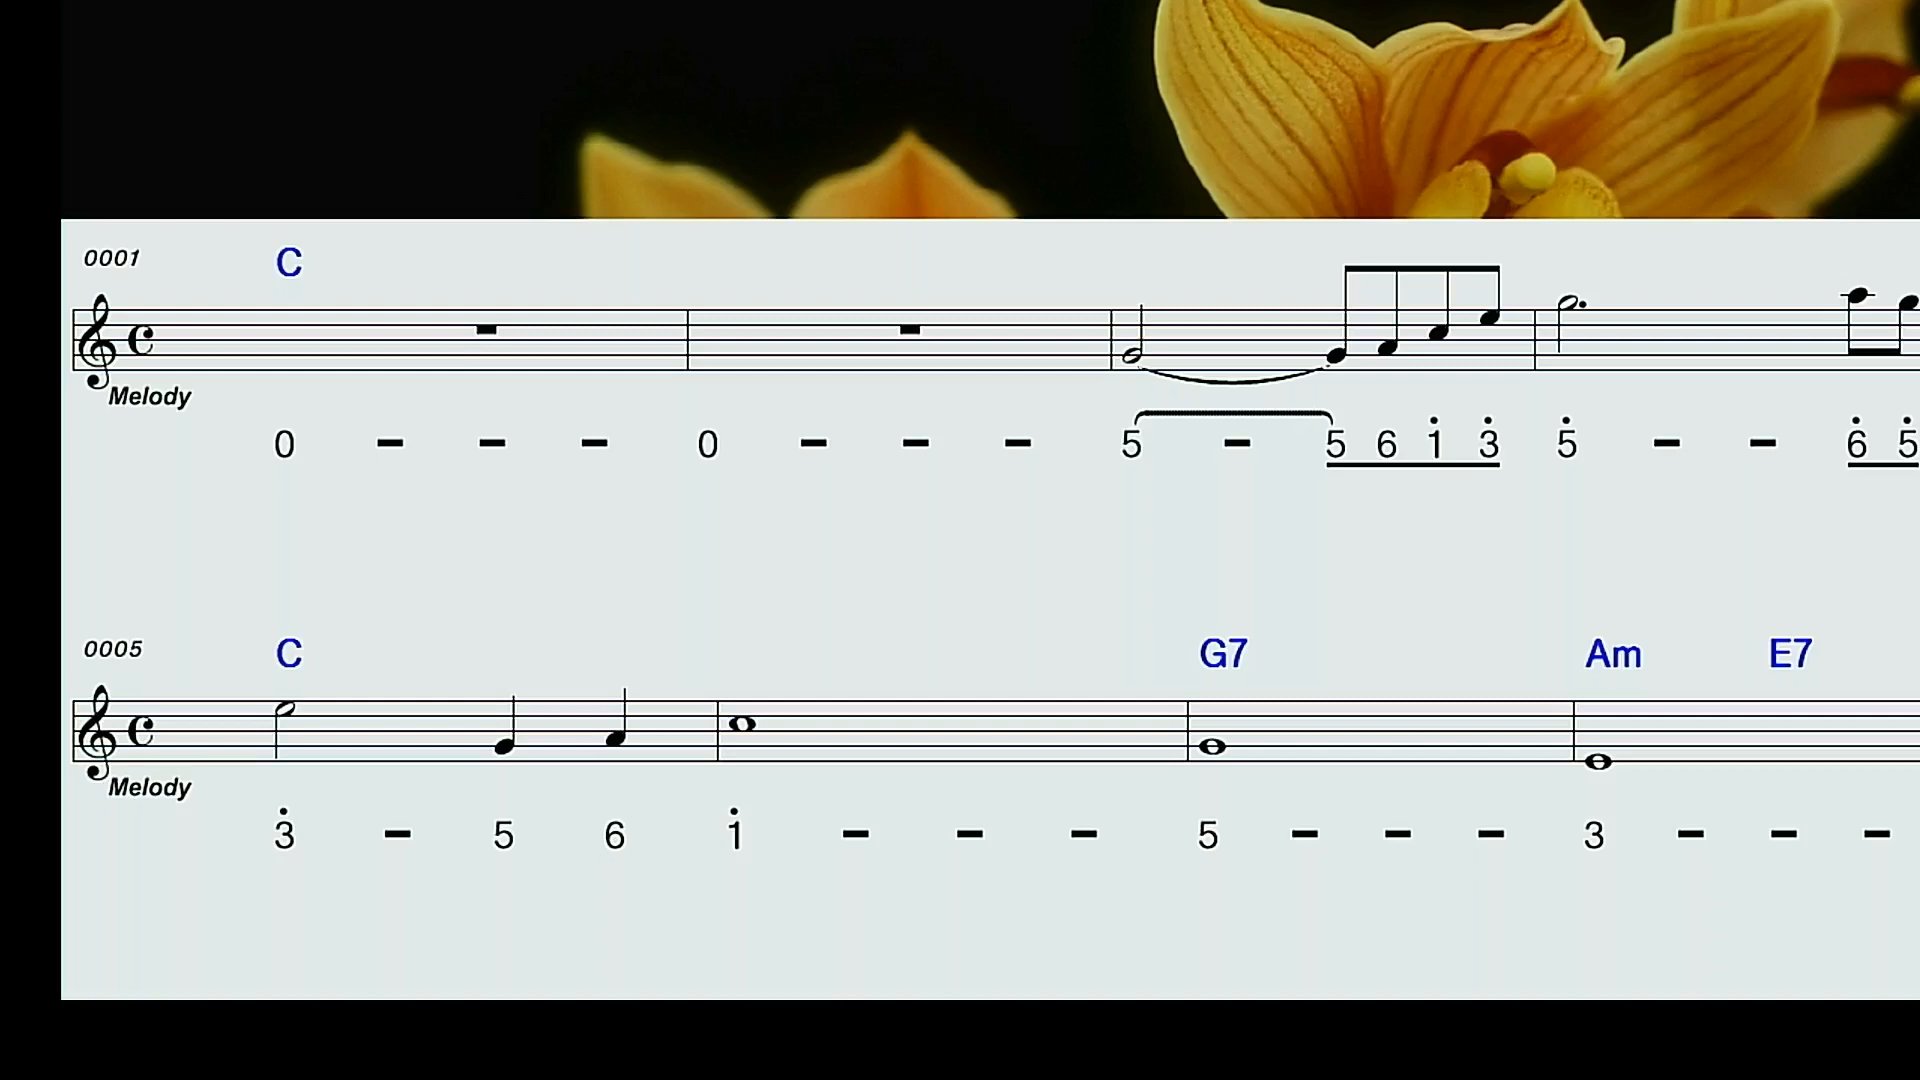 0001 C
Melody
0 - - - 0 - - - 5 - 5 6 1̇ 3̇ 5̇ - - 6̇ 5̇
0005 C G7 Am E7
Melody
3̇ - 5 6 1̇ - - - 5 - - - 3 - - -